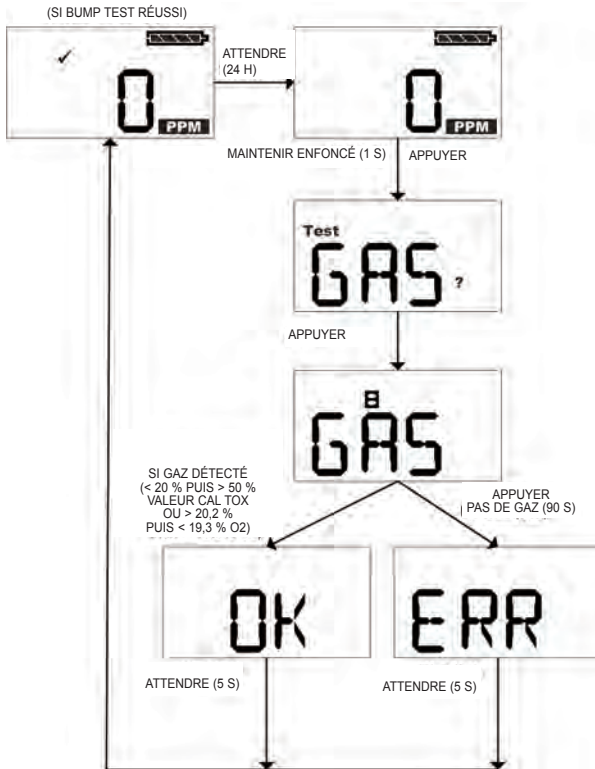 (SI BUMP TEST RÉUSSI)
0
PPM
ATTENDRE
(24 H)
0
PPM
MAINTENIR ENFONCÉ (1 S)
APPUYER
Test
GAS ?
APPUYER
GAS
SI GAZ DÉTECTÉ
(< 20 % PUIS > 50 %
VALEUR CAL TOX
OU > 20,2 %
PUIS < 19,3 % O2)
APPUYER
PAS DE GAZ (90 S)
OK
ERR
ATTENDRE (5 S)
ATTENDRE (5 S)